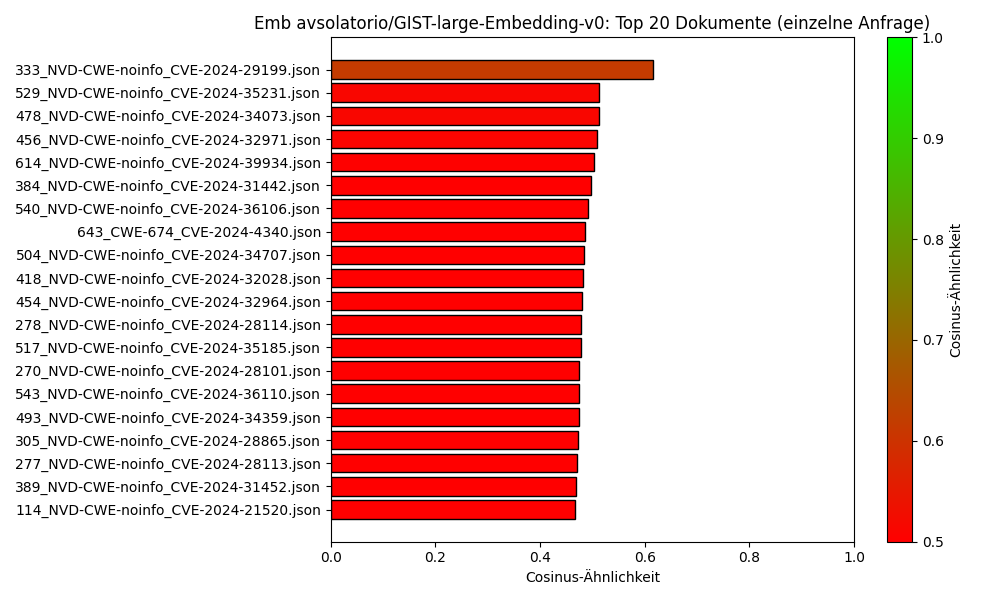 Emb avsolatorio/GIST-large-Embedding-v0: Top 20 Dokumente (einzelne Anfrage)
333_NVD-CWE-noinfo_CVE-2024-29199.json
529_NVD-CWE-noinfo_CVE-2024-35231.json
478_NVD-CWE-noinfo_CVE-2024-34073.json
456_NVD-CWE-noinfo_CVE-2024-32971.json
614_NVD-CWE-noinfo_CVE-2024-39934.json
384_NVD-CWE-noinfo_CVE-2024-31442.json
540_NVD-CWE-noinfo_CVE-2024-36106.json
643_CWE-674_CVE-2024-4340.json
504_NVD-CWE-noinfo_CVE-2024-34707.json
418_NVD-CWE-noinfo_CVE-2024-32028.json
454_NVD-CWE-noinfo_CVE-2024-32964.json
278_NVD-CWE-noinfo_CVE-2024-28114.json
517_NVD-CWE-noinfo_CVE-2024-35185.json
270_NVD-CWE-noinfo_CVE-2024-28101.json
543_NVD-CWE-noinfo_CVE-2024-36110.json
493_NVD-CWE-noinfo_CVE-2024-34359.json
305_NVD-CWE-noinfo_CVE-2024-28865.json
277_NVD-CWE-noinfo_CVE-2024-28113.json
389_NVD-CWE-noinfo_CVE-2024-31452.json
114_NVD-CWE-noinfo_CVE-2024-21520.json
0.0 0.2 0.4 0.6 0.8 1.0
Cosinus-Ähnlichkeit
1.0
0.9
0.8
0.7
0.6
0.5
Cosinus-Ähnlichkeit